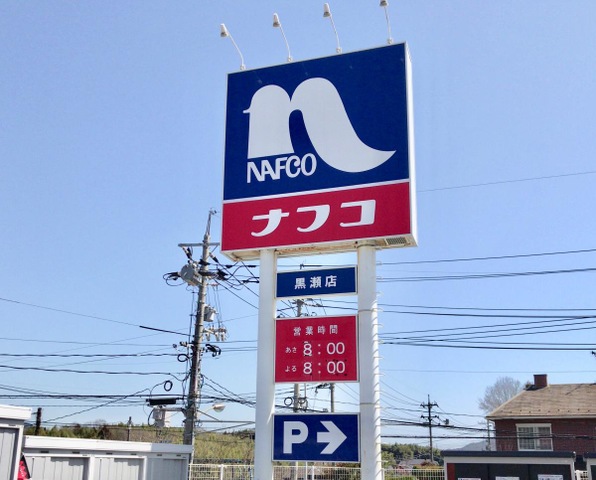 NAFCO
ナフコ
黒瀬店
営業時間
あさ 8:00
よる 8:00
P→